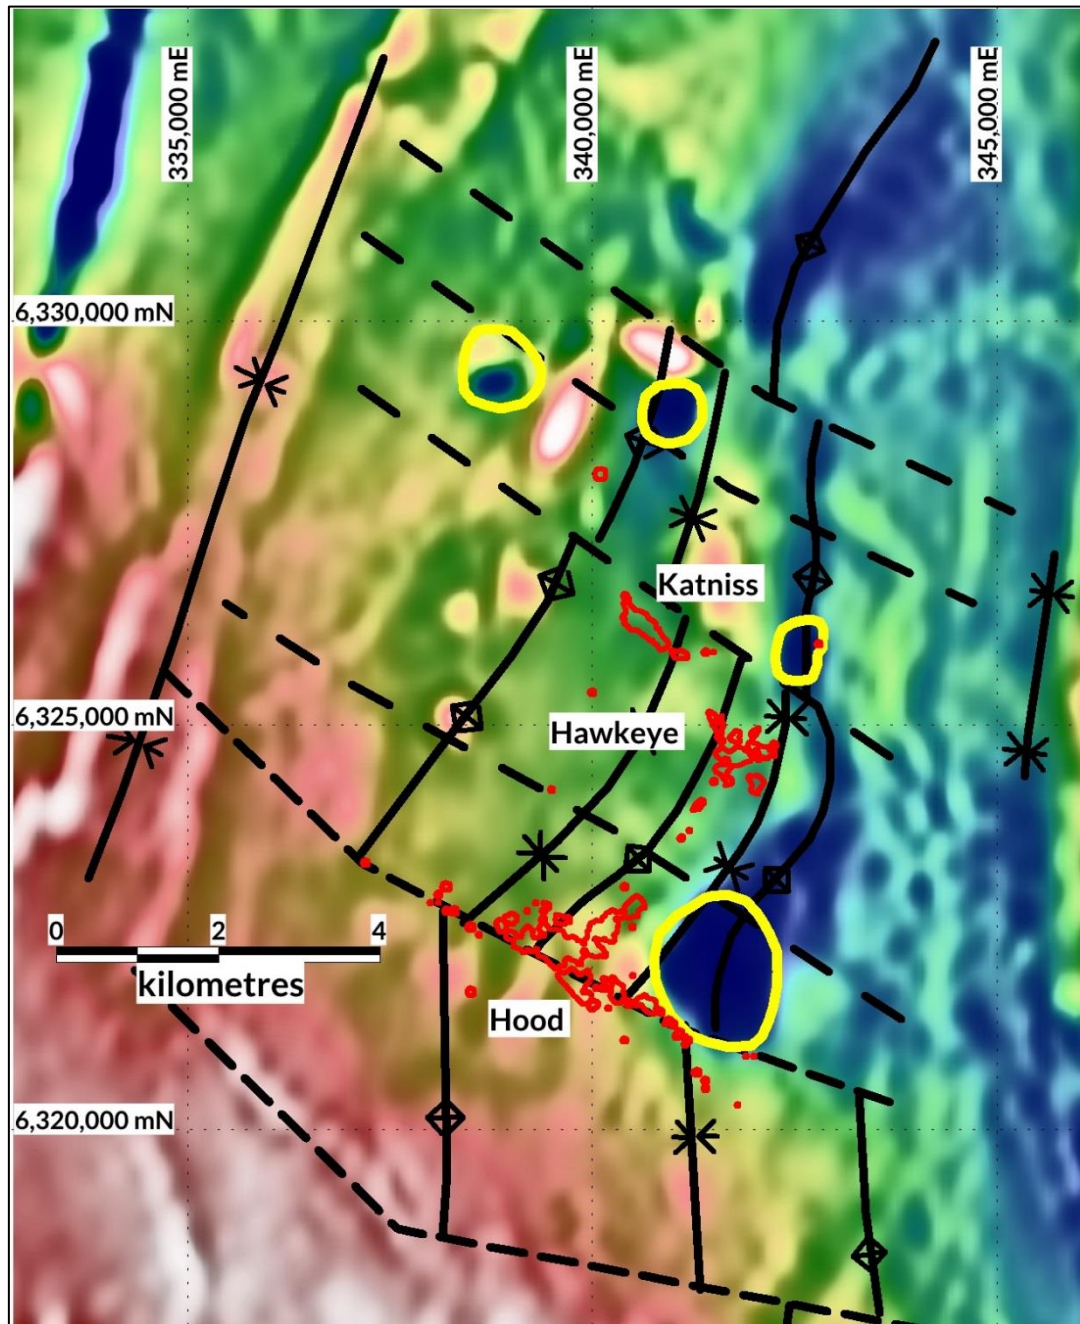 335,000 mE
340,000 mE
345,000 mE
6,330,000 mN
Katniss
6,325,000 mN
Hawkeye
0 2 4
kilometres
Hood
6,320,000 mN